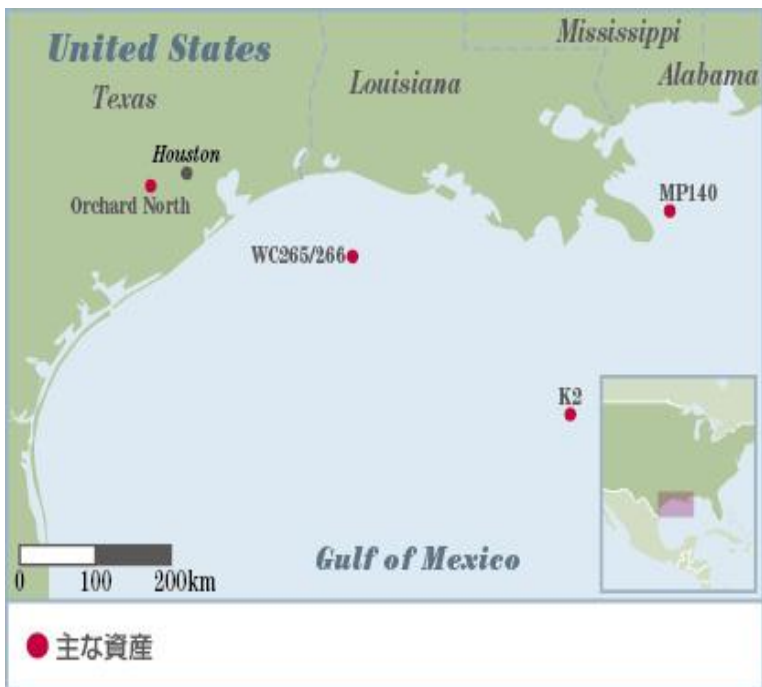 Mississippi
United States
Louisiana
Alabama
Texas
Houston
Orchard North
MP140
WC265/266
K2
Gulf of Mexico
0 100 200km
主な資産